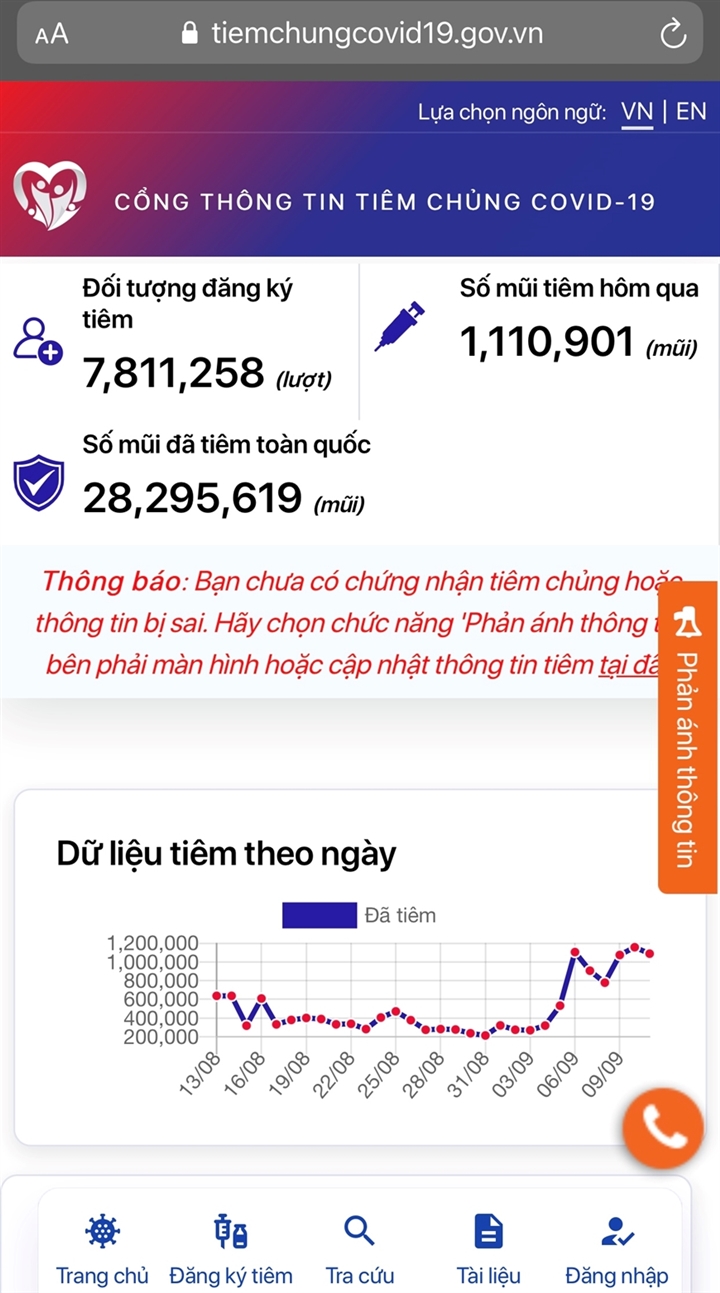 AA
tiemchungcovid19.gov.vn
Lựa chọn ngôn ngữ: VN | EN
CỔNG THÔNG TIN TIÊM CHỦNG COVID-19
Đối tượng đăng ký
tiêm
7,811,258 (lượt)
Số mũi tiêm hôm qua
1,110,901 (mũi)
Số mũi đã tiêm toàn quốc
28,295,619 (mũi)
Thông báo: Bạn chưa có chứng nhận tiêm chủng hoặc
thông tin bị sai. Hãy chọn chức năng 'Phản ánh thông
bên phải màn hình hoặc cập nhật thông tin tiêm tại
Phản ánh thông tin
Dữ liệu tiêm theo ngày
Đã tiêm
1,200,000
1,000,000
800,000
600,000
400,000
200,000
13/08
16/08
19/08
22/08
25/08
28/08
31/08
03/09
06/09
09/09
Trang chủ
Đăng ký tiêm
Tra cứu
Tài liệu
Đăng nhập